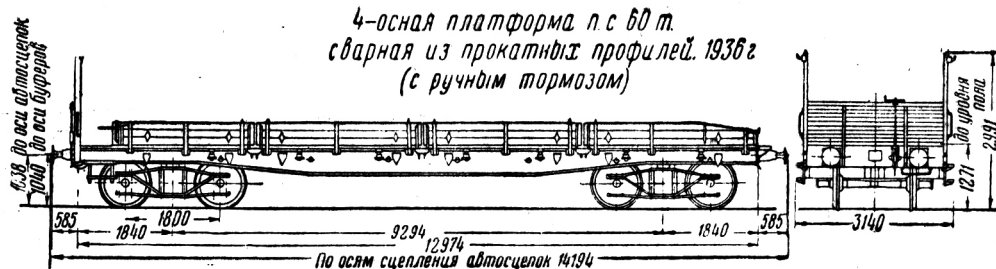 4-осная платформа п.с 60 т.
сварная из прокатных профилей. 1936 г
(с ручным тормозом)
1038 до оси автосцепок
1040 до оси буферов
585
1800
1840
9294
1840
585
12974
По осям сцепления автосцепок 14194
до уровня пола
1271
2991
3140